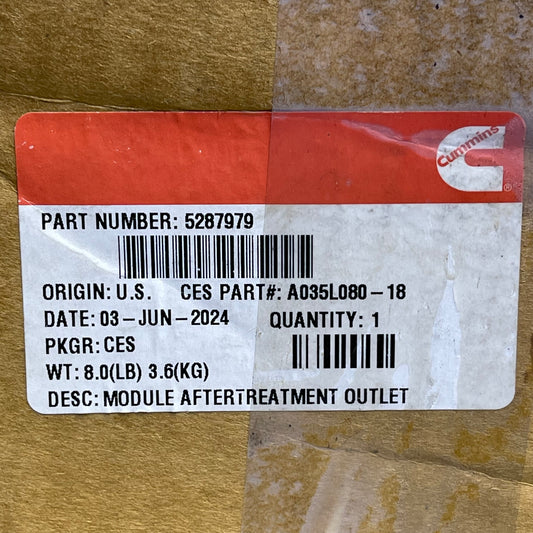 Cummins
®
PART NUMBER: 5287979
ORIGIN: U.S. CES PART#: A035L080-18
DATE: 03-JUN-2024 QUANTITY: 1
PKGR: CES
WT: 8.0(LB) 3.6(KG)
DESC: MODULE AFTERTREATMENT OUTLET